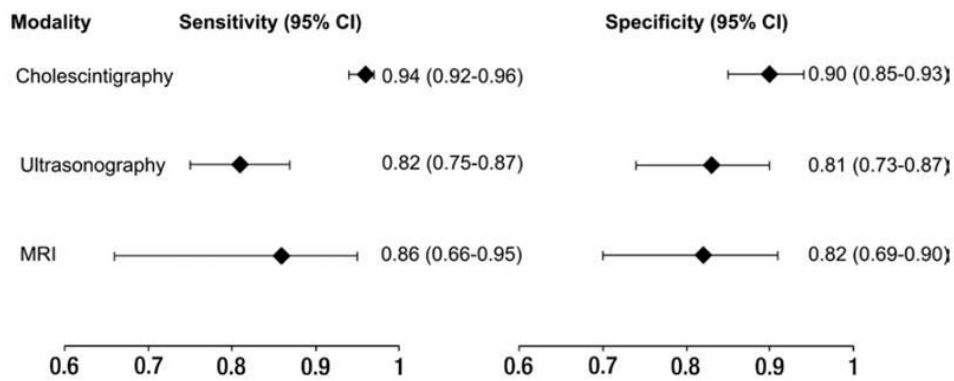 Modality Sensitivity (95% CI) Specificity (95% CI)
Cholescintigraphy 0.94 (0.92-0.96) 0.90 (0.85-0.93)
Ultrasonography 0.82 (0.75-0.87) 0.81 (0.73-0.87)
MRI 0.86 (0.66-0.95) 0.82 (0.69-0.90)
0.6 0.7 0.8 0.9 1 0.6 0.7 0.8 0.9 1